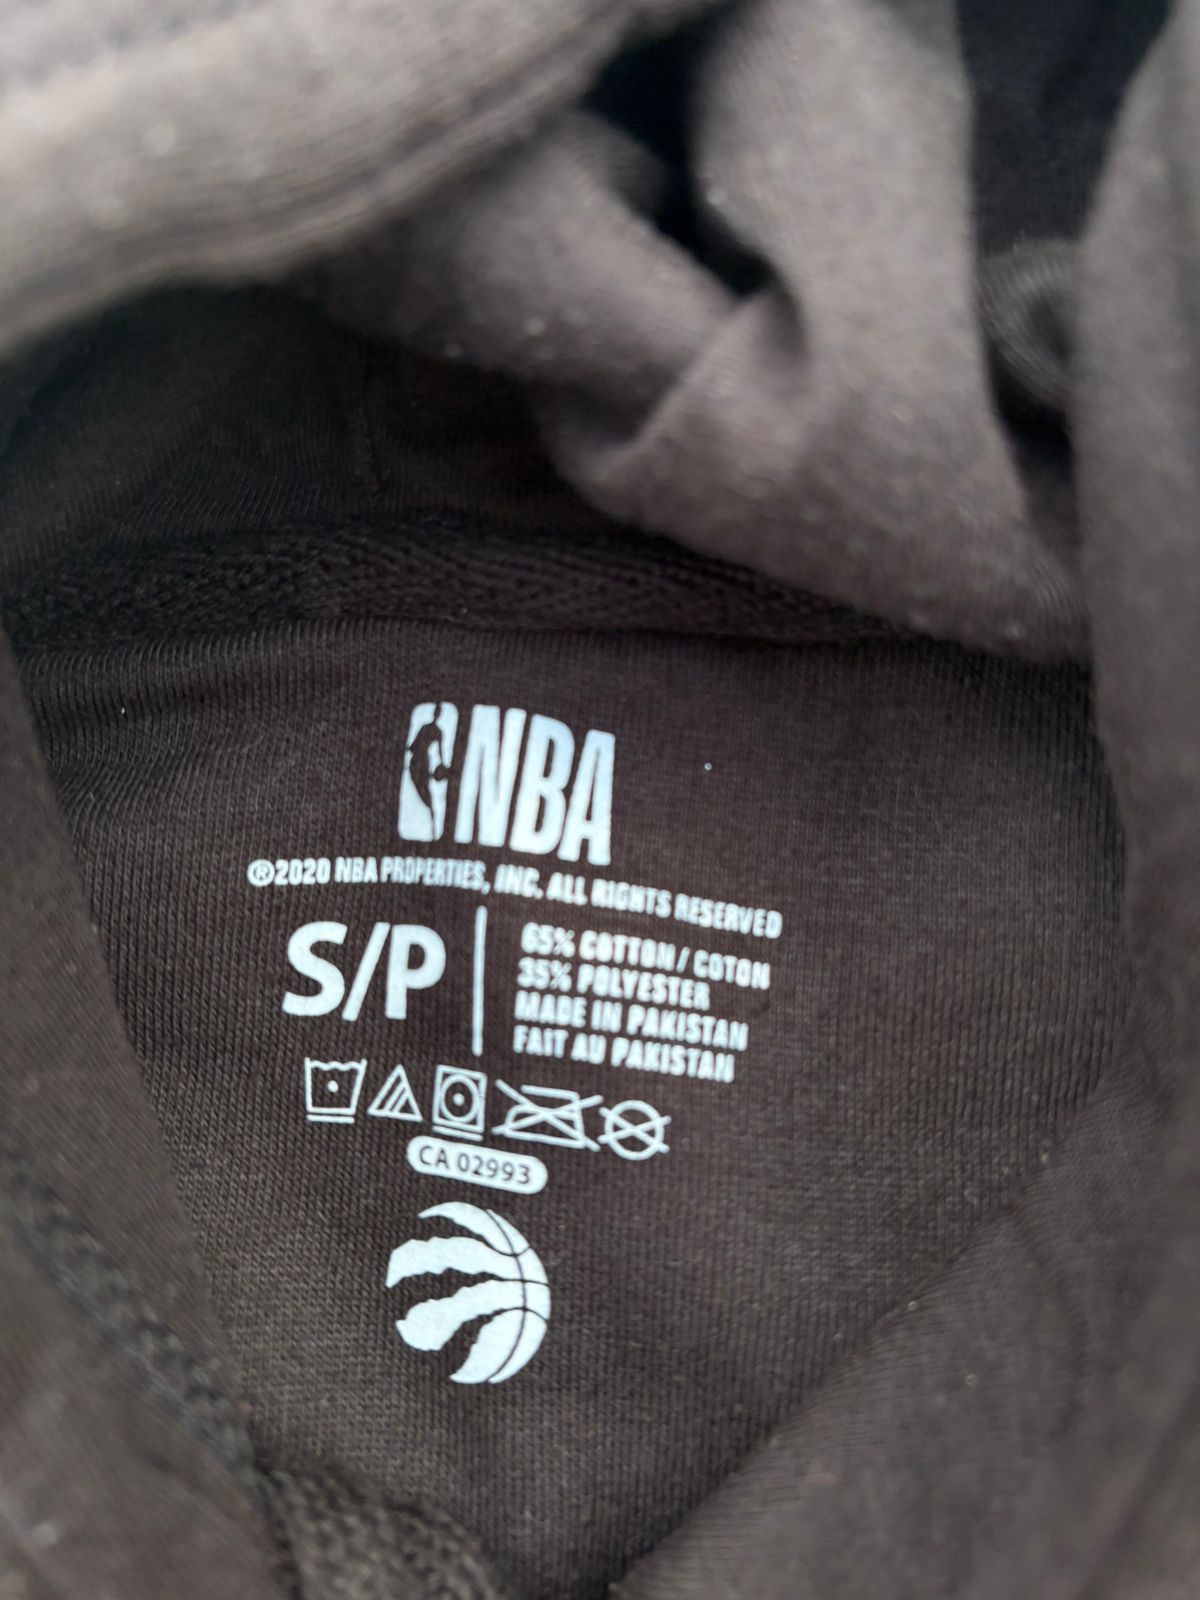 NBA
®2020 NBA PROPERTIES, INC. ALL RIGHTS RESERVED
S/P
65% COTTON / COTON
35% POLYESTER
MADE IN PAKISTAN
FAIT AU PAKISTAN
CA 02993